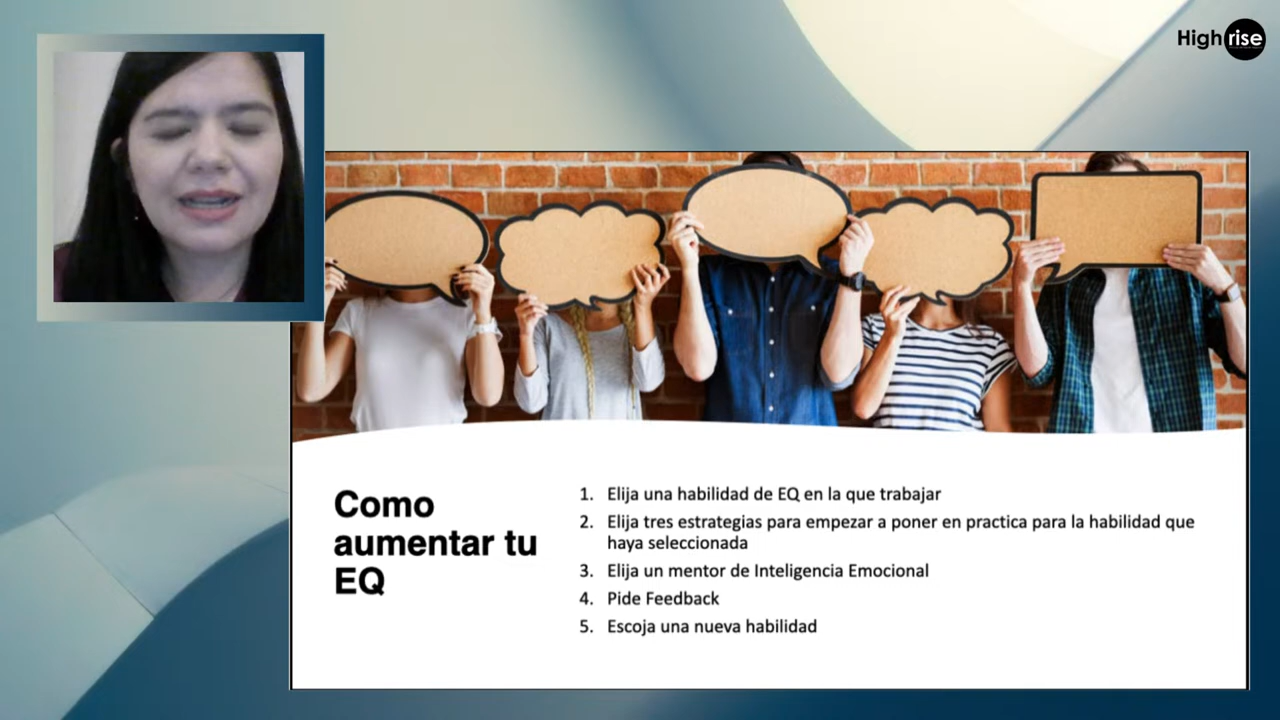 High rise
Como
aumentar tu
EQ
1. Elija una habilidad de EQ en la que trabajar
2. Elija tres estrategias para empezar a poner en practica para la habilidad que
haya seleccionada
3. Elija un mentor de Inteligencia Emocional
4. Pide Feedback
5. Escoja una nueva habilidad